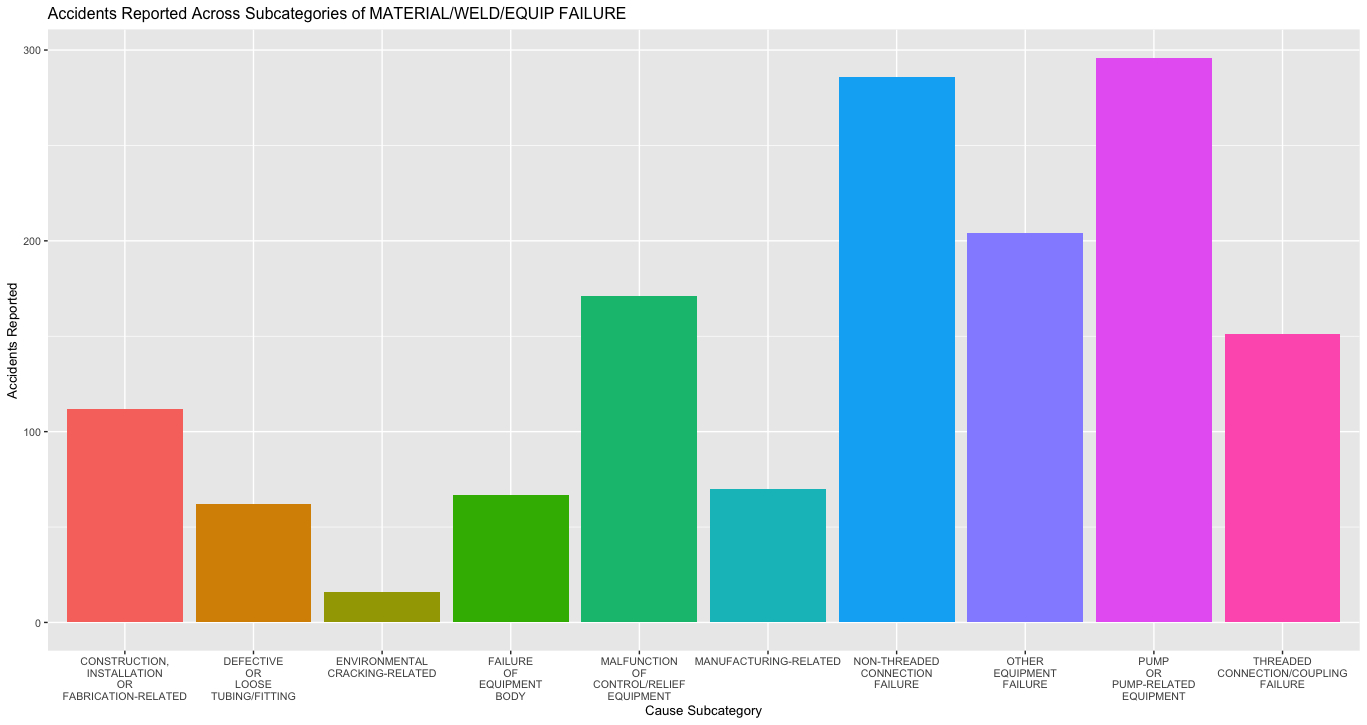 Accidents Reported Across Subcategories of MATERIAL/WELD/EQUIP FAILURE
Accidents Reported
300
200
100
0
CONSTRUCTION,
INSTALLATION
OR
FABRICATION-RELATED
DEFECTIVE
OR
LOOSE
TUBING/FITTING
ENVIRONMENTAL
CRACKING-RELATED
FAILURE
OF
EQUIPMENT
BODY
MALFUNCTION
OF
CONTROL/RELIEF
EQUIPMENT
MANUFACTURING-RELATED
NON-THREADED
CONNECTION
FAILURE
OTHER
EQUIPMENT
FAILURE
PUMP
OR
PUMP-RELATED
EQUIPMENT
THREADED
CONNECTION/COUPLING
FAILURE
Cause Subcategory